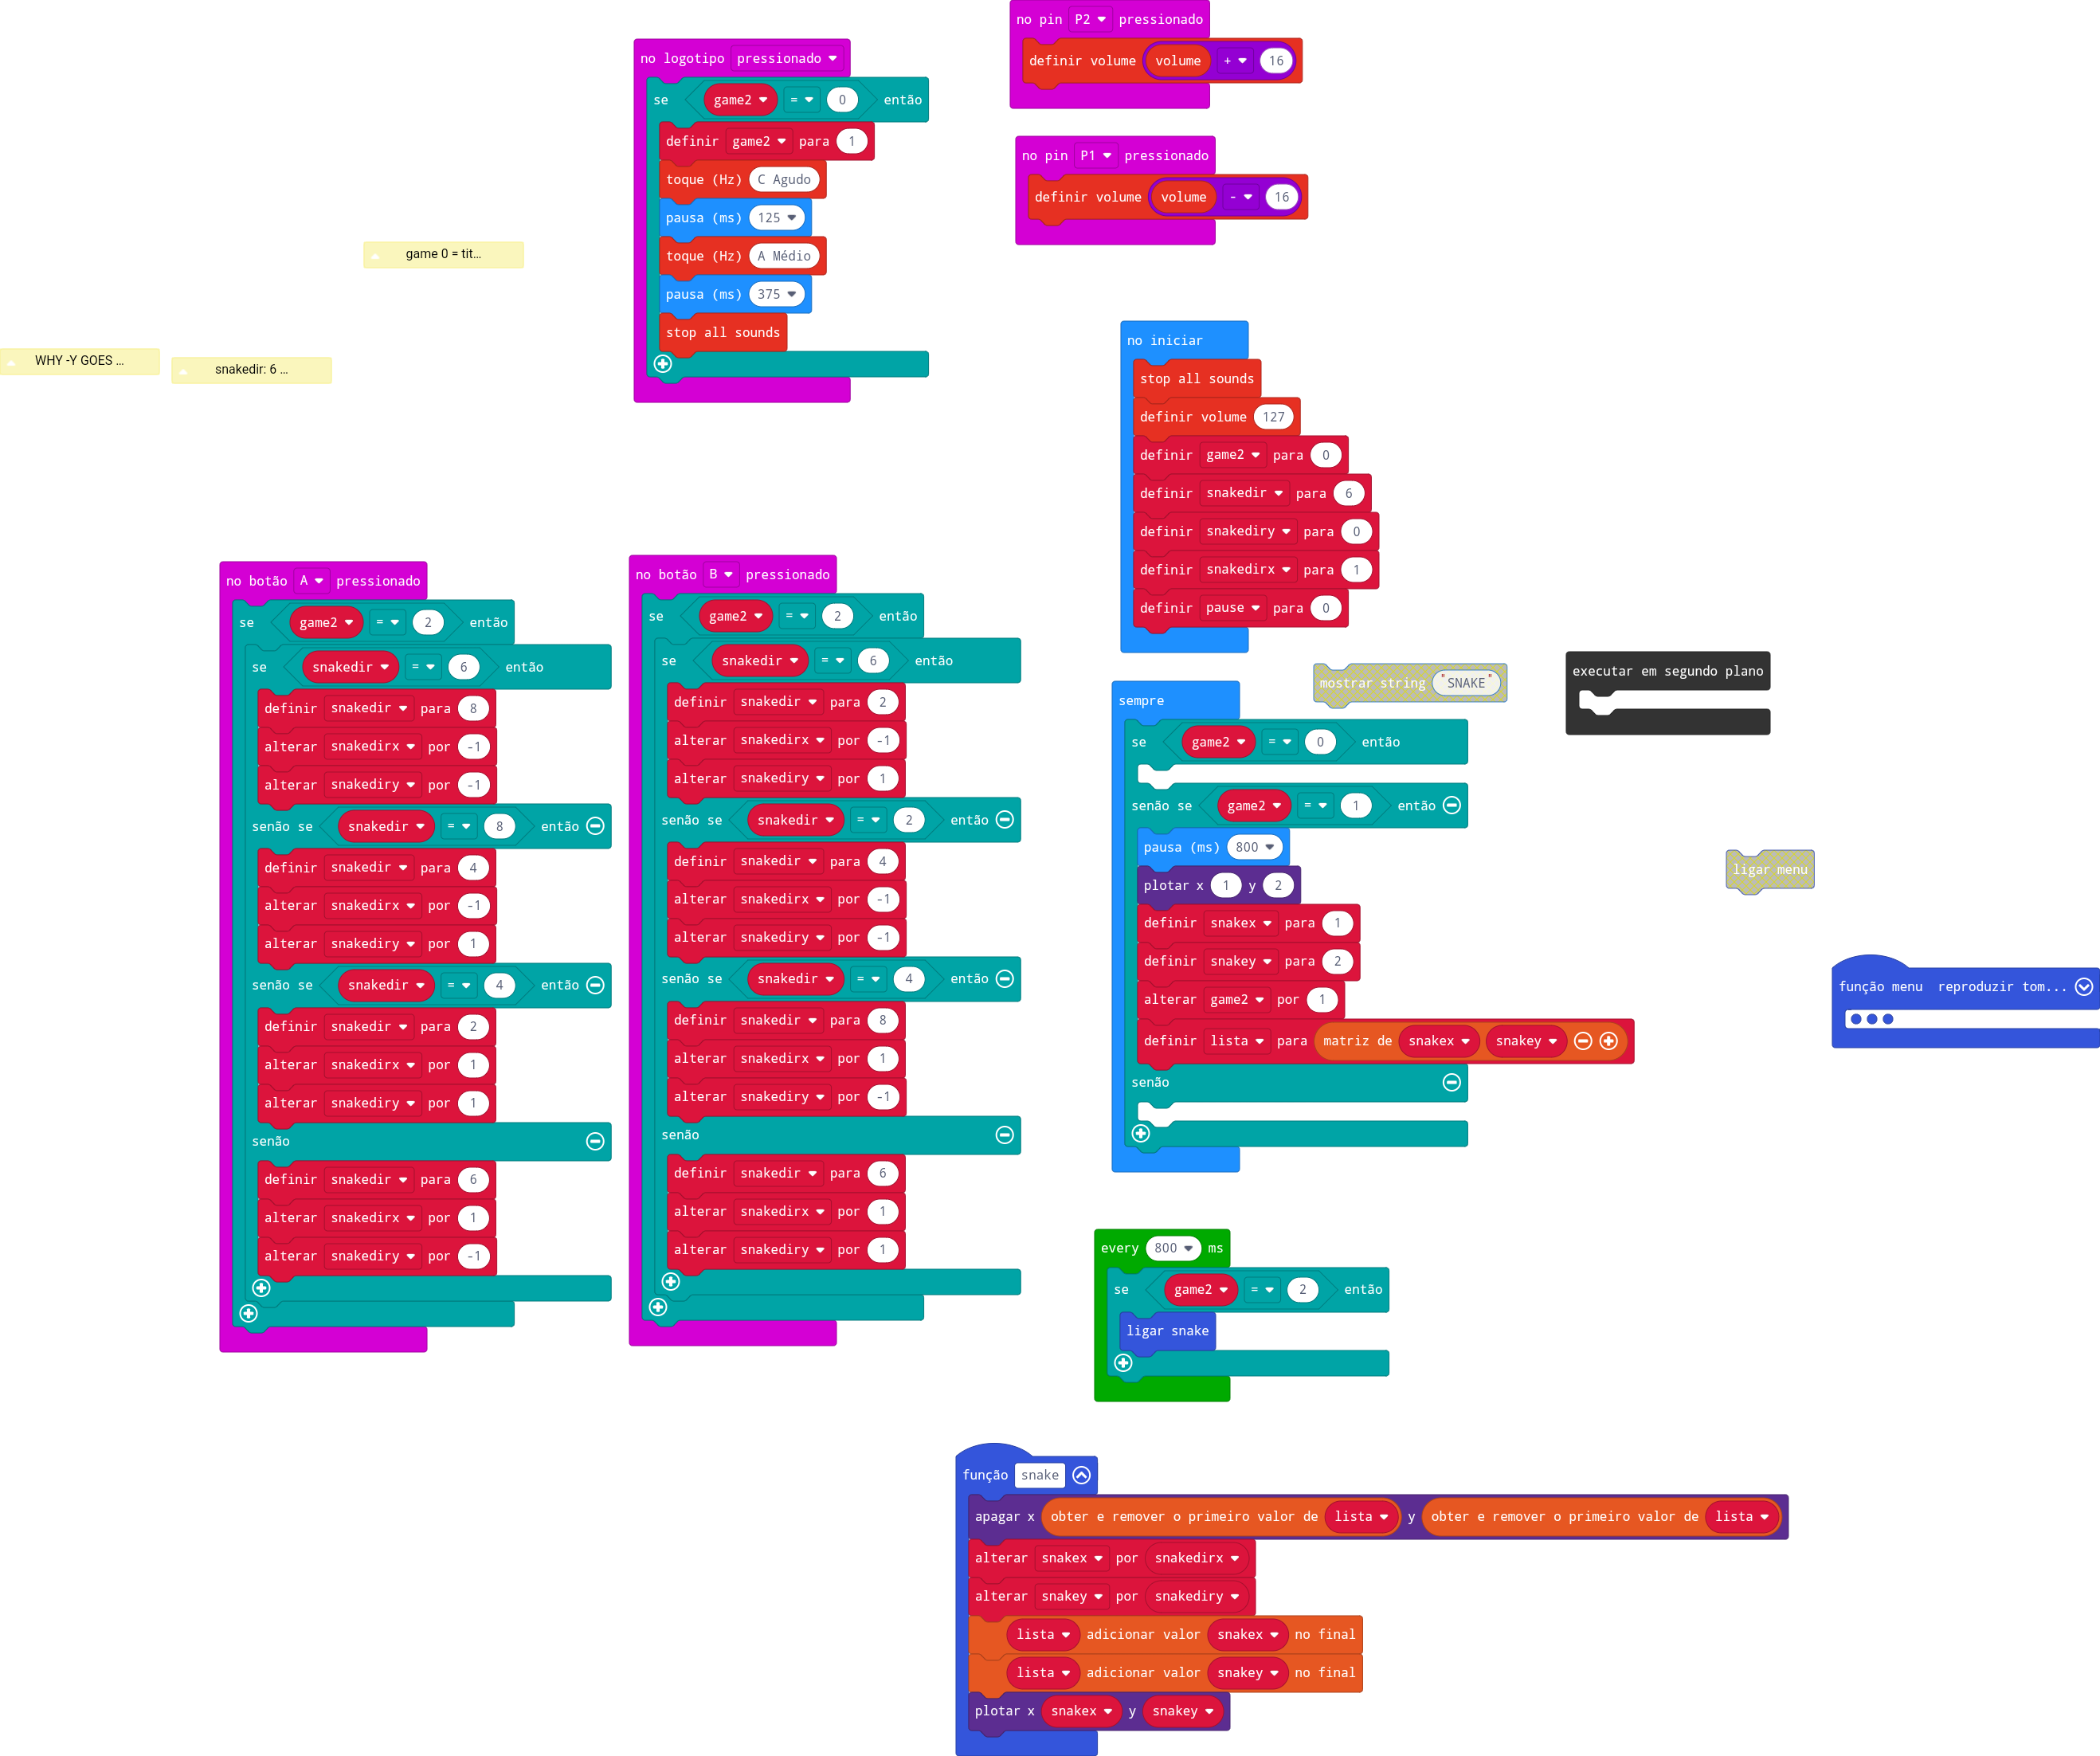 no pin P2 pressionado
definir volume volume + 16
no pin P1 pressionado
definir volume volume - 16
no logotipo pressionado
se game2 = 0 então
definir game2 para 1
toque (Hz) C Agudo
pausa (ms) 125
toque (Hz) A Médio
pausa (ms) 375
stop all sounds
game 0 = tit...
WHY -Y GOES ...
snakedir: 6 ...
no iniciar
stop all sounds
definir volume 127
definir game2 para 0
definir snakedir para 6
definir snakediry para 0
definir snakedirx para 1
definir pause para 0
no botão A pressionado
se game2 = 2 então
se snakedir = 6 então
definir snakedir para 8
alterar snakedirx por -1
alterar snakediry por -1
senão se snakedir = 8 então
definir snakedir para 4
alterar snakedirx por -1
alterar snakediry por 1
senão se snakedir = 4 então
definir snakedir para 2
alterar snakedirx por 1
alterar snakediry por 1
senão
definir snakedir para 6
alterar snakedirx por 1
alterar snakediry por -1
no botão B pressionado
se game2 = 2 então
se snakedir = 6 então
definir snakedir para 2
alterar snakedirx por -1
alterar snakediry por 1
senão se snakedir = 2 então
definir snakedir para 4
alterar snakedirx por -1
alterar snakediry por -1
senão se snakedir = 4 então
definir snakedir para 8
alterar snakedirx por 1
alterar snakediry por -1
senão
definir snakedir para 6
alterar snakedirx por 1
alterar snakediry por 1
mostrar string "SNAKE"
executar em segundo plano
sempre
se game2 = 0 então
senão se game2 = 1 então
pausa (ms) 800
plotar x 1 y 2
definir snakex para 1
definir snakey para 2
alterar game2 por 1
definir lista para matriz de snakex snakey
senão
ligar menu
função menu reproduzir tom...
every 800 ms
se game2 = 2 então
ligar snake
função snake
apagar x obter e remover o primeiro valor de lista y obter e remover o primeiro valor de lista
alterar snakex por snakedirx
alterar snakey por snakediry
lista adicionar valor snakex no final
lista adicionar valor snakey no final
plotar x snakex y snakey